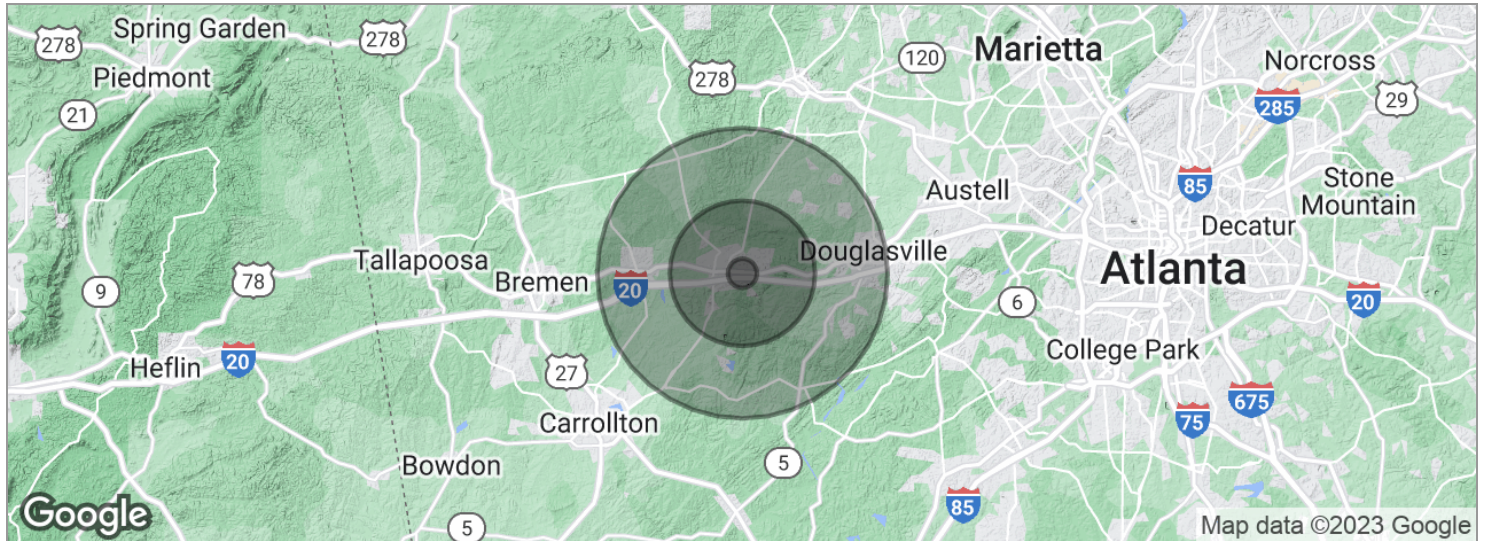 Spring Garden
278
278
Piedmont
21
278
120
Marietta
Norcross
285
29
85
Stone
Mountain
Austell
Decatur
Tallapoosa
Douglasville
Atlanta
9
78
Bremen
20
6
20
Heflin
20
27
College Park
675
75
Carrollton
Bowdon
5
5
85
Google
Map data ©2023 Google